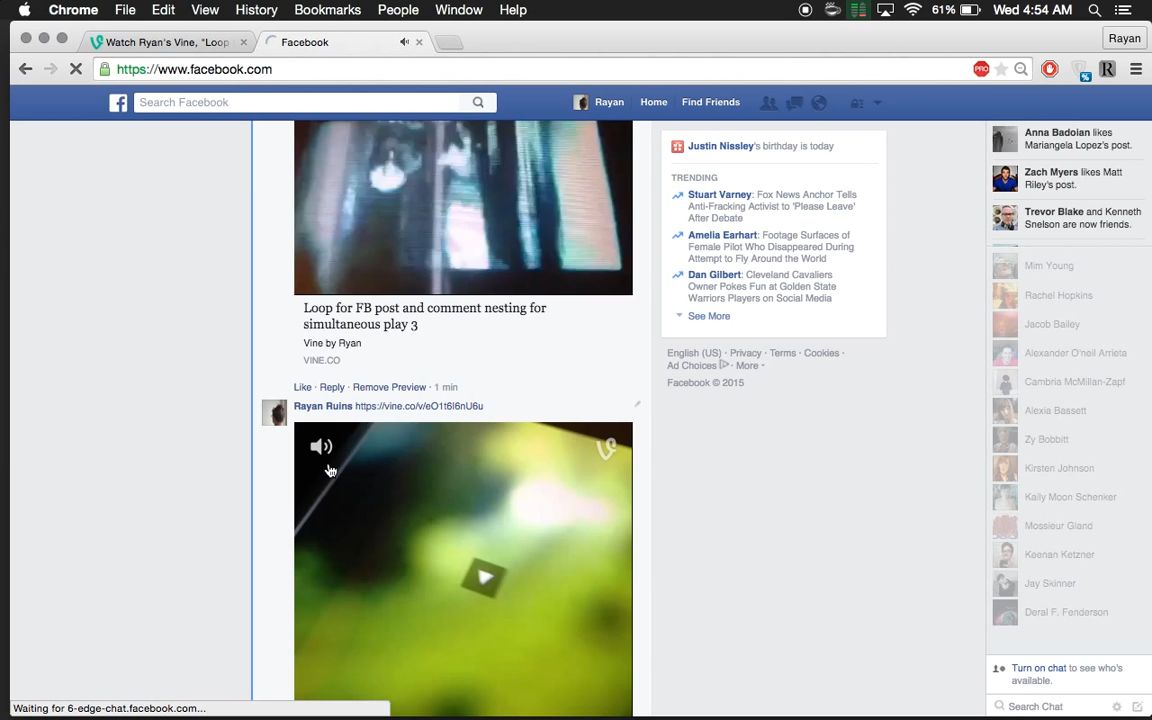 Chrome File Edit View History Bookmarks People Window Help 61% Wed 4:54 AM
Watch Ryan's Vine, "Loop
Facebook
Rayan
https://www.facebook.com
PRO
%
R
Search Facebook
Rayan Home Find Friends
Loop for FB post and comment nesting for
simultaneous play 3
Vine by Ryan
VINE.CO
Like · Reply · Remove Preview · 1 min
Rayan Ruins https://vine.co/v/eO1t6l6nU6u
Justin Nissley's birthday is today
TRENDING
Stuart Varney: Fox News Anchor Tells
Anti-Fracking Activist to 'Please Leave'
After Debate
Amelia Earhart: Footage Surfaces of
Female Pilot Who Disappeared During
Attempt to Fly Around the World
Dan Gilbert: Cleveland Cavaliers
Owner Pokes Fun at Golden State
Warriors Players on Social Media
See More
English (US) · Privacy · Terms · Cookies ·
Ad Choices · More
Facebook © 2015
Anna Badoian likes
Mariangela Lopez's post.
Zach Myers likes Matt
Riley's post.
Trevor Blake and Kenneth
Snelson are now friends.
Mim Young
Rachel Hopkins
Jacob Bailey
Alexander O'neil Arrieta
Cambria McMillan-Zapf
Alexia Bassett
Zy Bobbitt
Kirsten Johnson
Kaily Moon Schenker
Mossieur Gland
Keenan Ketzner
Jay Skinner
Deral F. Fenderson
Turn on chat to see who's
available.
Search Chat
Waiting for 6-edge-chat.facebook.com...